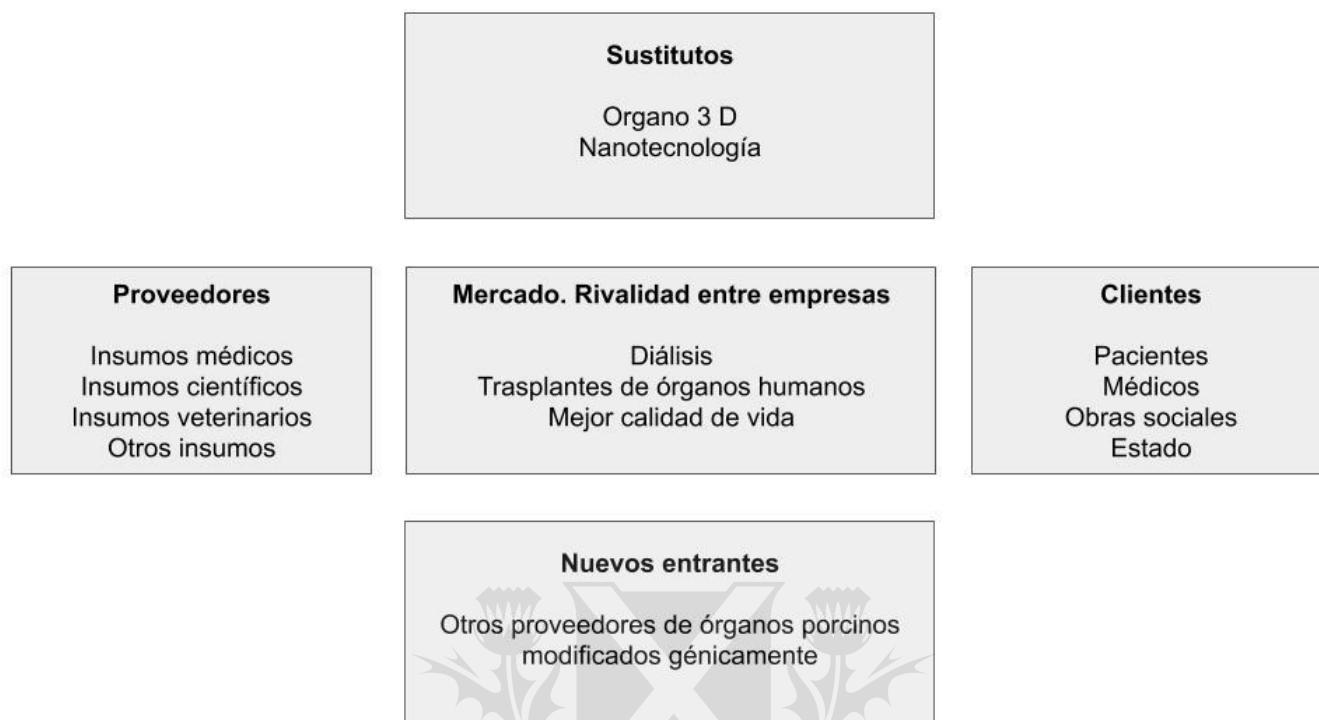 Sustitutos
Organo 3 D
Nanotecnología
Proveedores
Insumos médicos
Insumos científicos
Insumos veterinarios
Otros insumos
Mercado. Rivalidad entre empresas
Diálisis
Trasplantes de órganos humanos
Mejor calidad de vida
Clientes
Pacientes
Médicos
Obras sociales
Estado
Nuevos entrantes
Otros proveedores de órganos porcinos
modificados génicamente